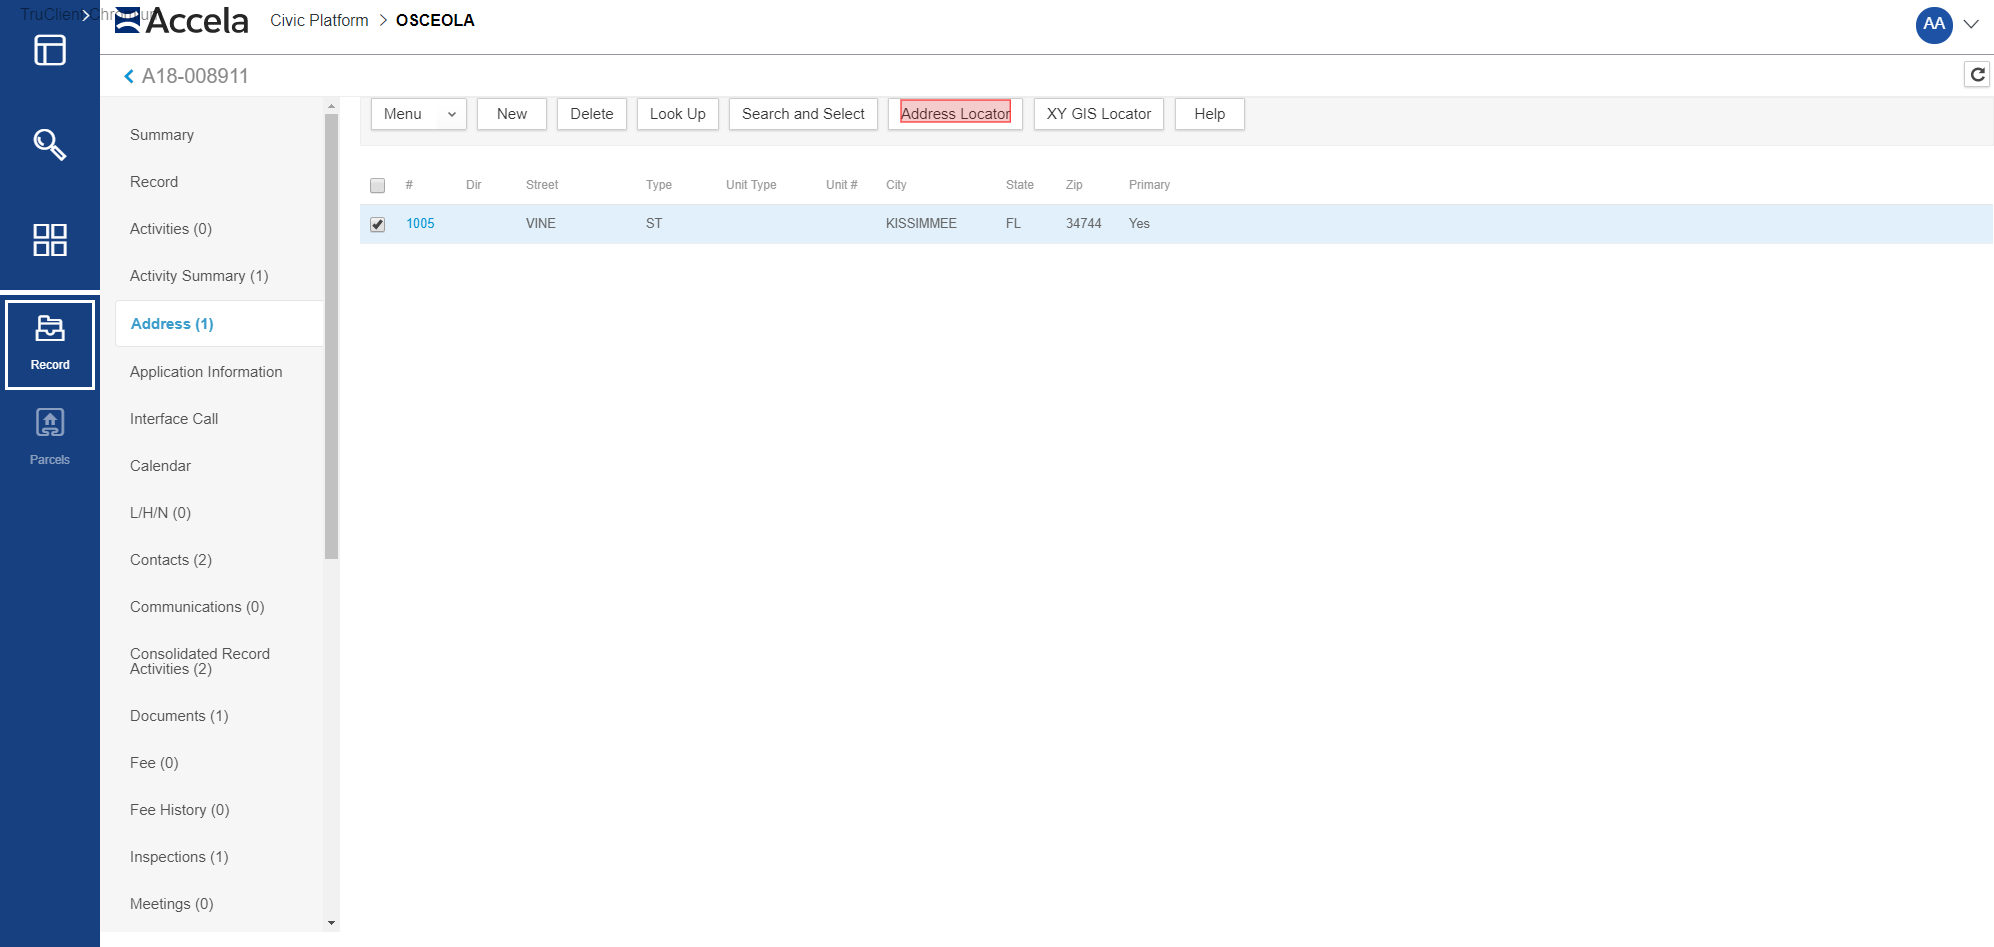 TruClient Chromium
Accela
Civic Platform > OSCEOLA
AA
A18-008911
Menu New Delete Look Up Search and Select Address Locator XY GIS Locator Help
# Dir Street Type Unit Type Unit # City State Zip Primary
1005 VINE ST KISSIMMEE FL 34744 Yes
Record
Parcels
Summary
Record
Activities (0)
Activity Summary (1)
Address (1)
Application Information
Interface Call
Calendar
L/H/N (0)
Contacts (2)
Communications (0)
Consolidated Record
Activities (2)
Documents (1)
Fee (0)
Fee History (0)
Inspections (1)
Meetings (0)